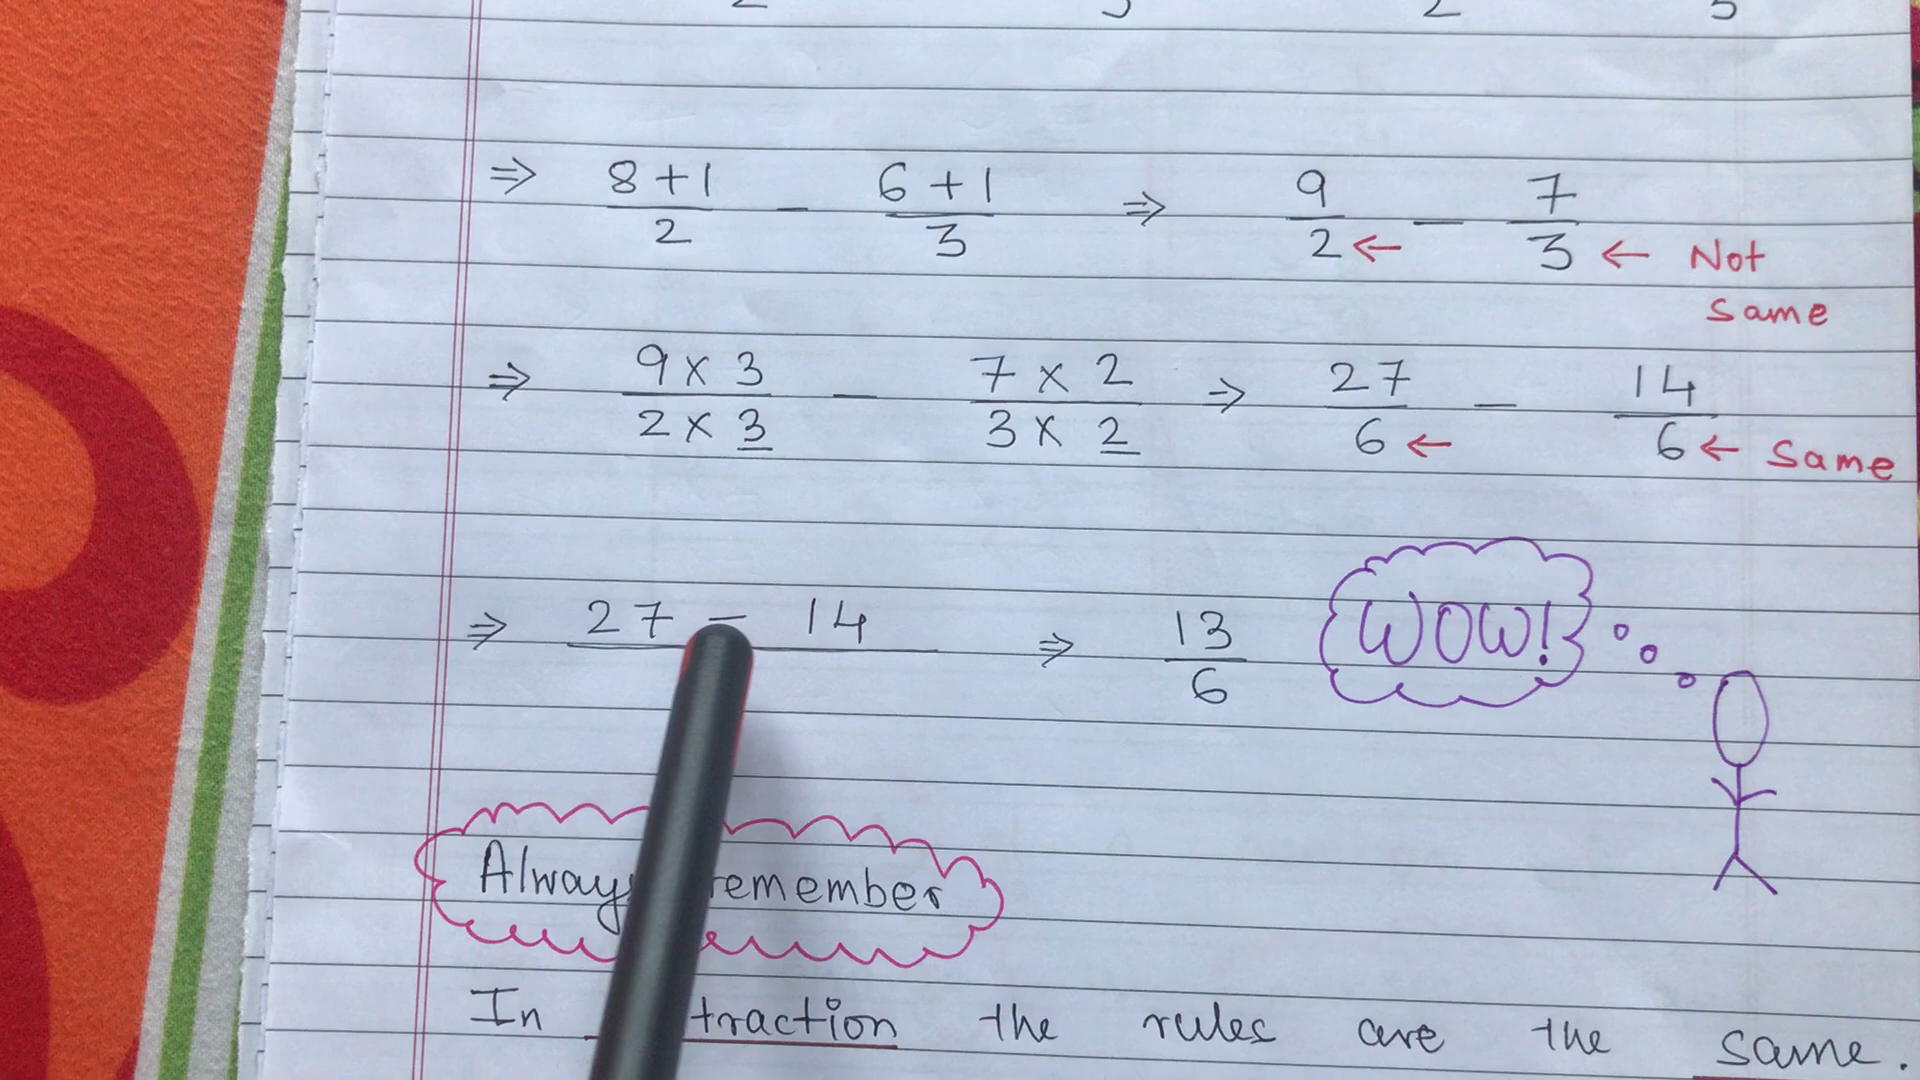 ⇒ 8+1/2 − 6+1/3 ⇒ 9/2 ← − 7/3 ← Not
Same
⇒ 9×3/2×3 − 7×2/3×2 ⇒ 27/6 ← − 14/6 ← Same
⇒ 27 − 14 ⇒ 13/6 WOW!
Always remember
In traction the rules are the same.